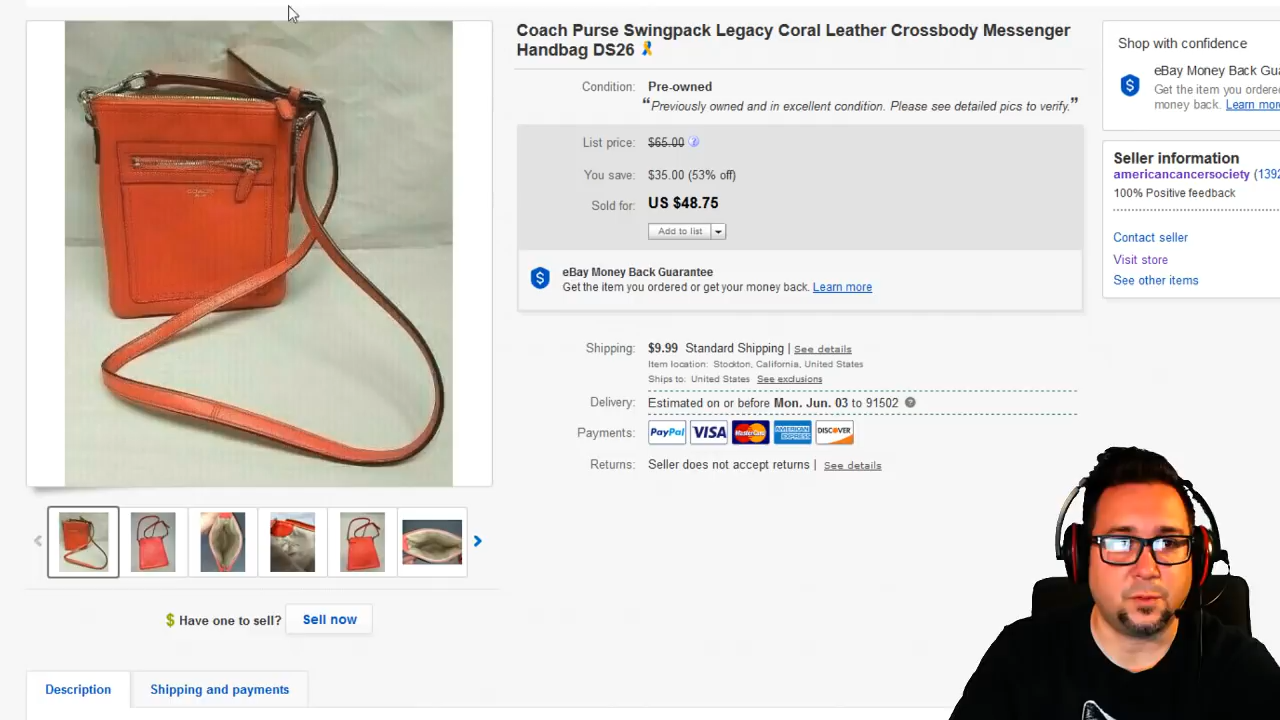 Coach Purse Swingpack Legacy Coral Leather Crossbody Messenger
Handbag DS26
Condition: Pre-owned
“Previously owned and in excellent condition. Please see detailed pics to verify.”
List price: $65.00
You save: $35.00 (53% off)
Sold for: US $48.75
Add to list
eBay Money Back Guarantee
Get the item you ordered or get your money back. Learn more
Shipping: $9.99 Standard Shipping | See details
Item location: Stockton, California, United States
Ships to: United States See exclusions
Delivery: Estimated on or before Mon. Jun. 03 to 91502
Payments: PayPal VISA MasterCard AMERICAN EXPRESS DISCOVER
Returns: Seller does not accept returns | See details
Shop with confidence
eBay Money Back Gua
Get the item you ordere
money back. Learn mor
Seller information
americancancersociety (1392
100% Positive feedback
Contact seller
Visit store
See other items
COACH
$ Have one to sell? Sell now
Description Shipping and payments